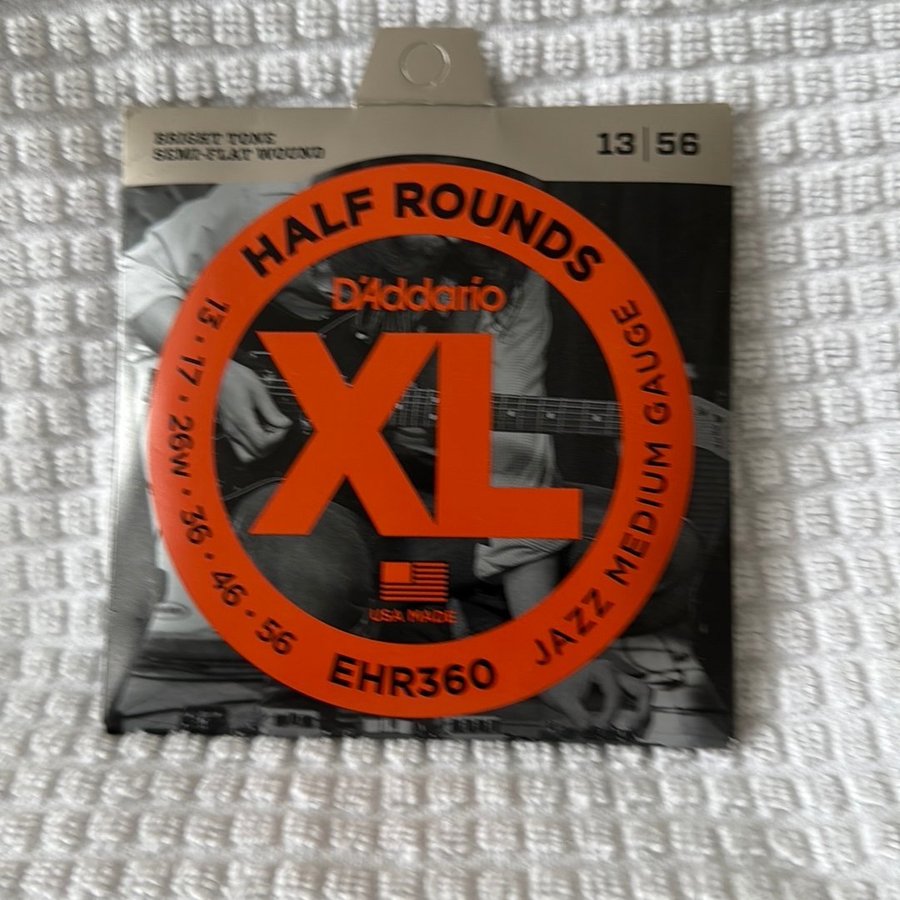 BRIGHT TONE
SEMI-FLAT WOUND
13 | 56
HALF ROUNDS
D'Addario
XL
USA MADE
13 • 17 • 26w • 36 • 46 • 56
EHR360
JAZZ MEDIUM GAUGE